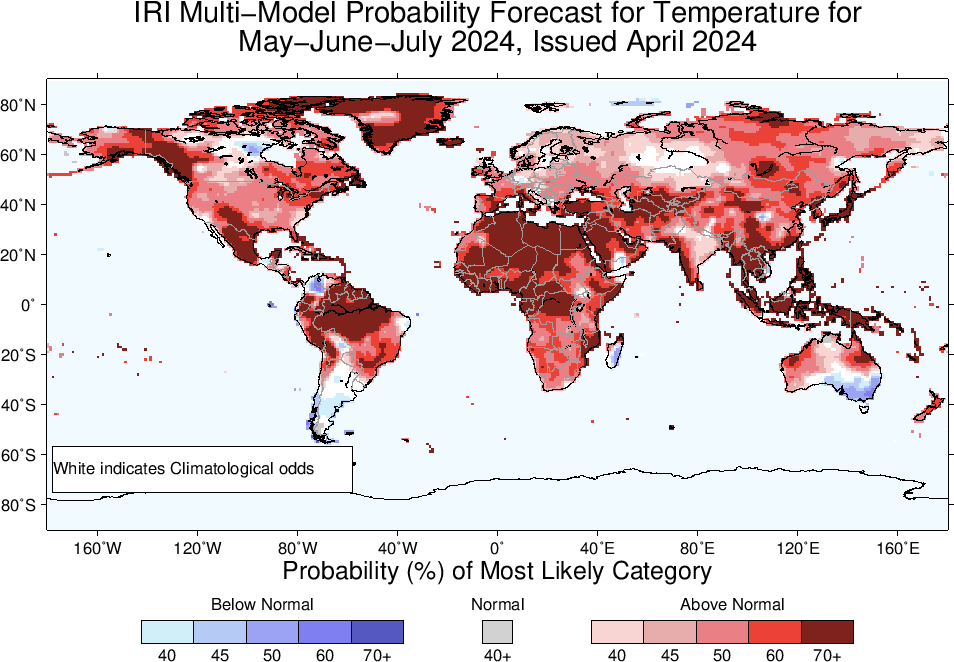 IRI Multi−Model Probability Forecast for Temperature for
May−June−July 2024, Issued April 2024
80˚N
60˚N
40˚N
20˚N
0˚
20˚S
40˚S
60˚S
80˚S
White indicates Climatological odds
160˚W 120˚W 80˚W 40˚W 0˚ 40˚E 80˚E 120˚E 160˚E
Probability (%) of Most Likely Category
Below Normal Normal Above Normal
40 45 50 60 70+ 40+ 40 45 50 60 70+